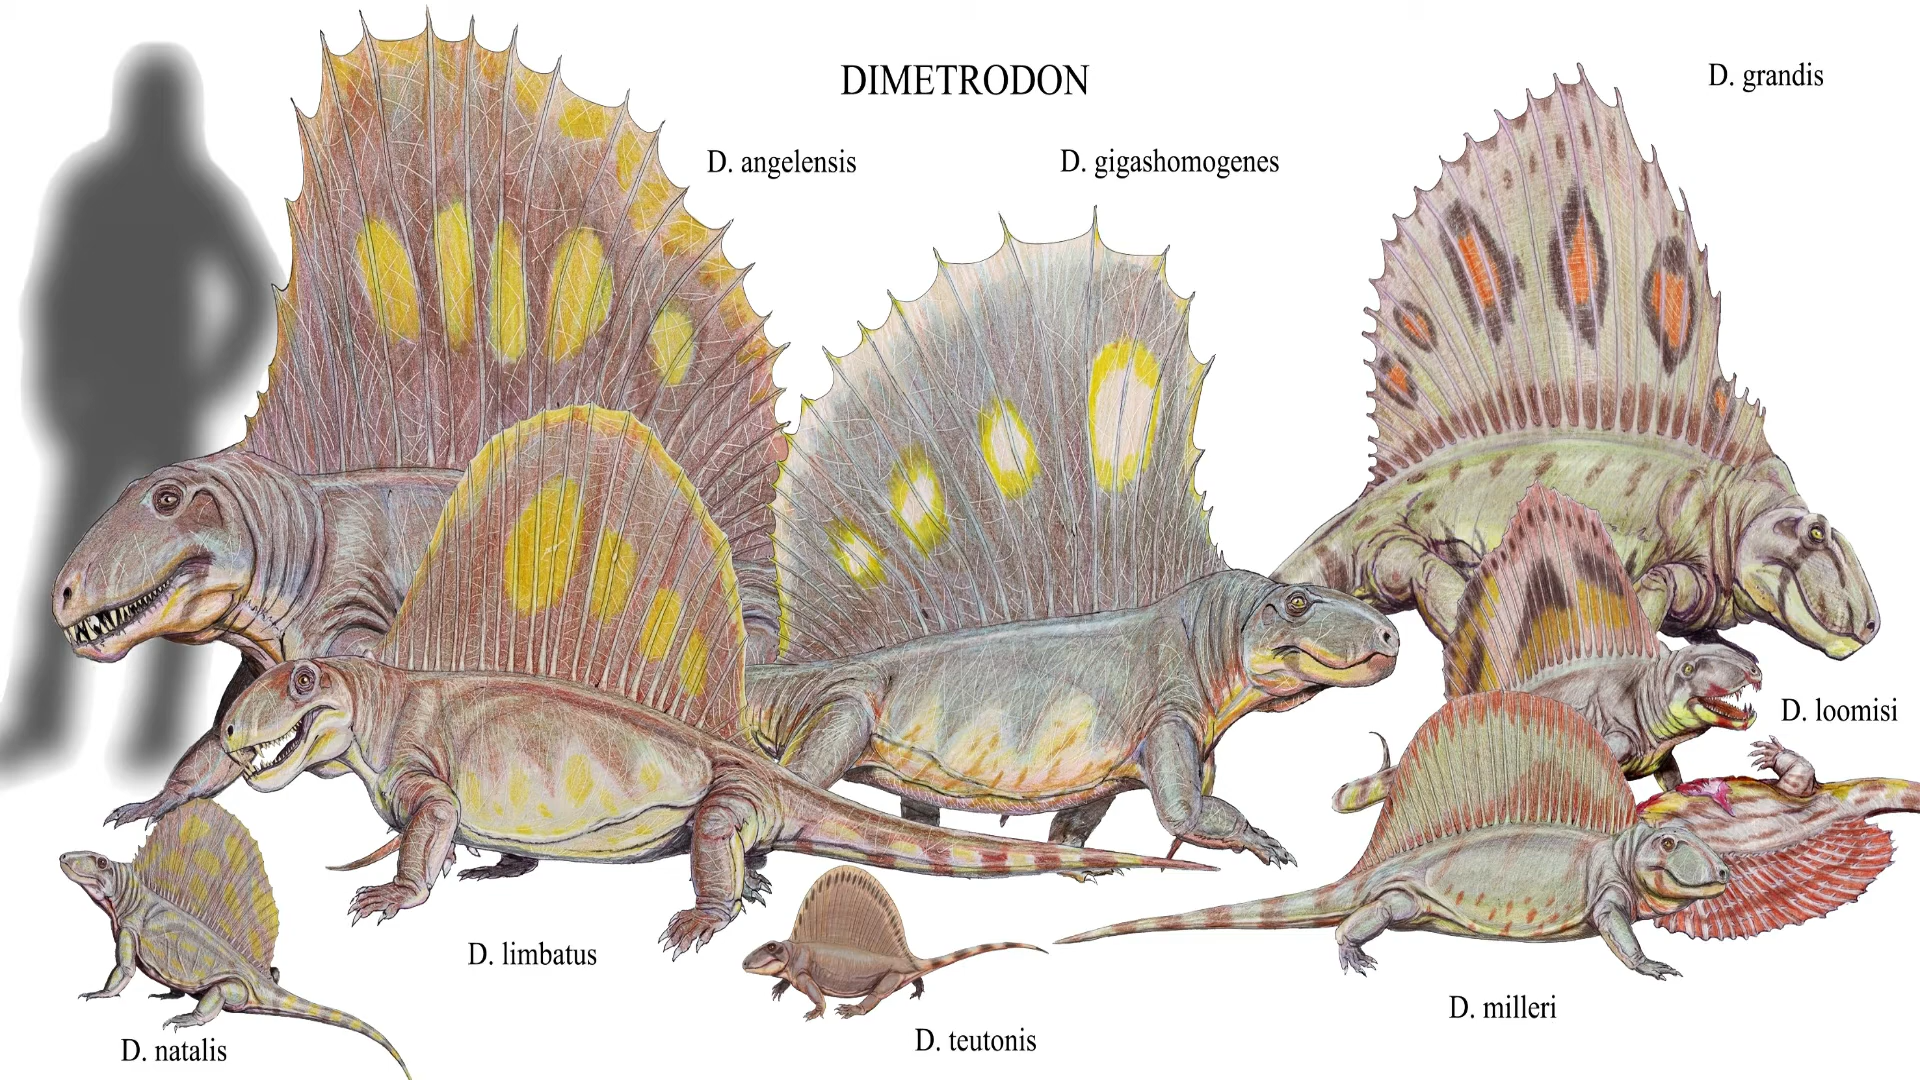 DIMETRODON
D. grandis
D. angelensis
D. gigashomogenes
D. loomisi
D. limbatus
D. milleri
D. teutonis
D. natalis